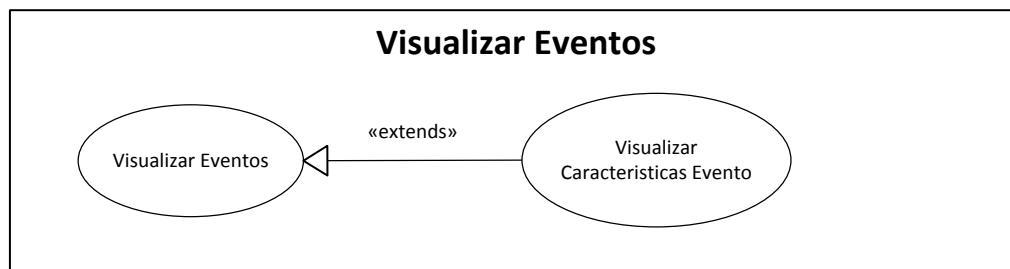 Visualizar Eventos
Visualizar Eventos
«extends»
Visualizar
Caracteristicas Evento